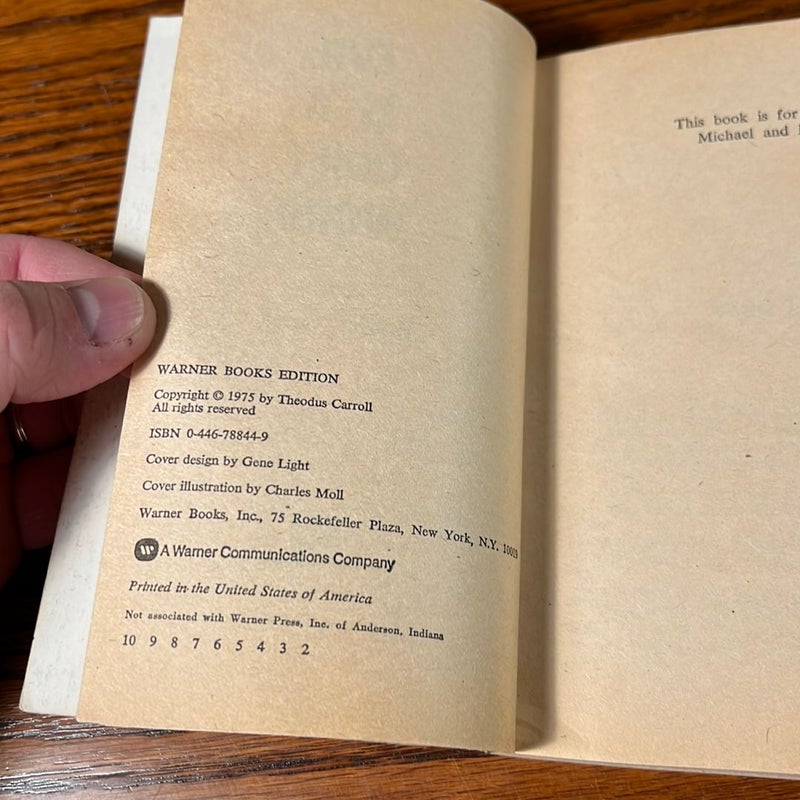 WARNER BOOKS EDITION
Copyright © 1975 by Theodus Carroll
All rights reserved
ISBN 0-446-78844-9
Cover design by Gene Light
Cover illustration by Charles Moll
Warner Books, Inc., 75 Rockefeller Plaza, New York, N.Y. 10019
A Warner Communications Company
Printed in the United States of America
Not associated with Warner Press, Inc. of Anderson, Indiana
10 9 8 7 6 5 4 3 2
This book is for
Michael and